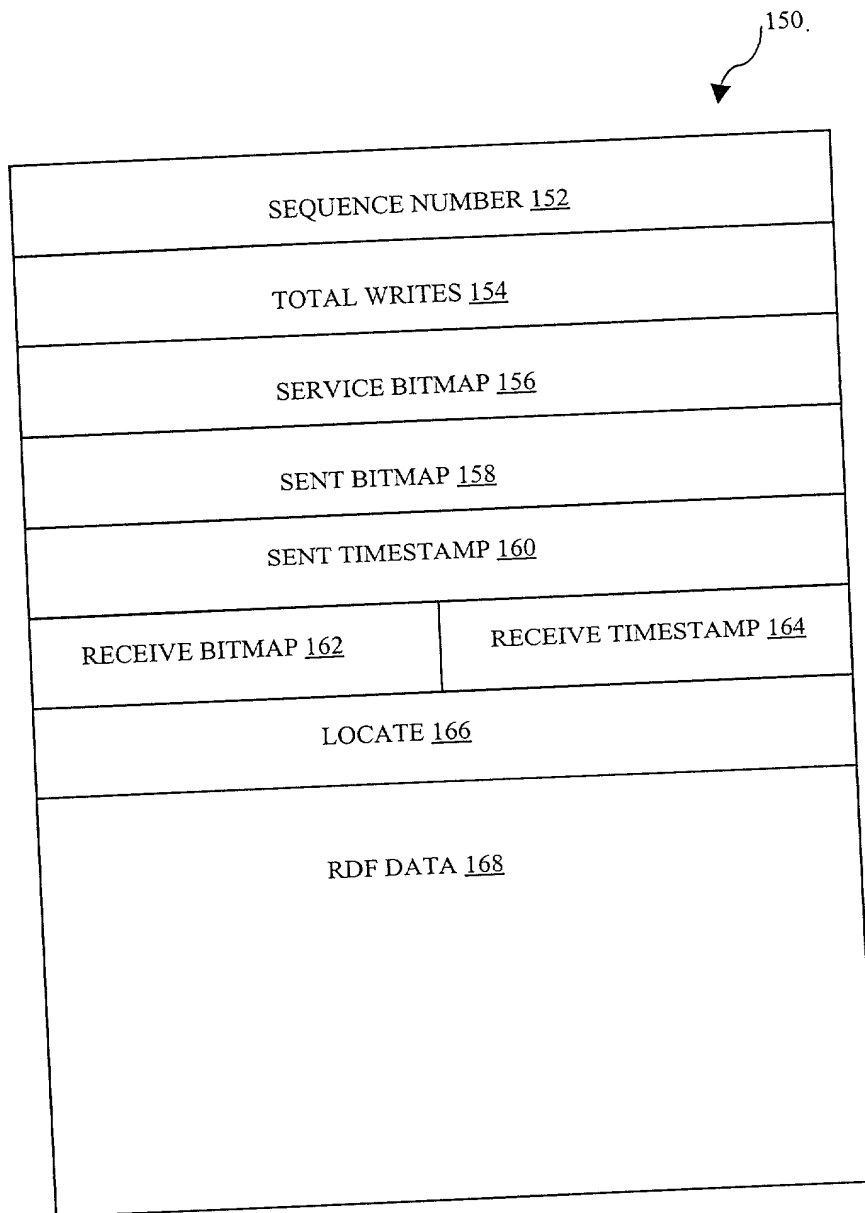 150.
SEQUENCE NUMBER 152
TOTAL WRITES 154
SERVICE BITMAP 156
SENT BITMAP 158
SENT TIMESTAMP 160
RECEIVE BITMAP 162
RECEIVE TIMESTAMP 164
LOCATE 166
RDF DATA 168